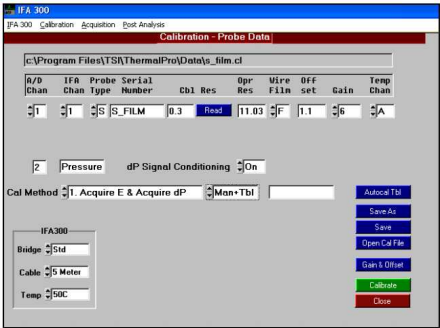 IFA 300
IFA 300 Calibration Acquisition Post Analysis
Calibration - Probe Data
c:\Program Files\TSI\ThermalPro\Data\s_film.cl
A/D IFA Probe Serial Opr Wire Off Temp
Chan Chan Type Number Cbl Res Res Film set Gain Chan
1 1 S S_FILM 0.3 Read 11.03 F 1.1 6 A
2 Pressure dP Signal Conditioning On
Cal Method 1. Acquire E & Acquire dP Man+Tbl Autocal Tbl
Save As
Save
IFA300
Open Cal File
Bridge Std
Gain & Offset
Cable 5 Meter
Calibrate
Temp 50C
Close